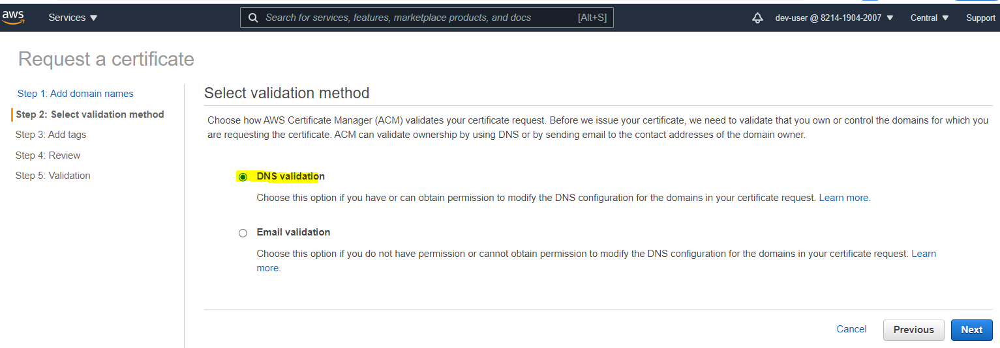 aws
Services
Search for services, features, marketplace products, and docs
[Alt+S]
dev-user @ 8214-1904-2007
Central
Support
Request a certificate
Step 1: Add domain names
Step 2: Select validation method
Step 3: Add tags
Step 4: Review
Step 5: Validation
Select validation method
Choose how AWS Certificate Manager (ACM) validates your certificate request. Before we issue your certificate, we need to validate that you own or control the domains for which you
are requesting the certificate. ACM can validate ownership by using DNS or by sending email to the contact addresses of the domain owner.
DNS validation
Choose this option if you have or can obtain permission to modify the DNS configuration for the domains in your certificate request. Learn more.
Email validation
Choose this option if you do not have permission or cannot obtain permission to modify the DNS configuration for the domains in your certificate request. Learn
more.
Cancel
Previous
Next